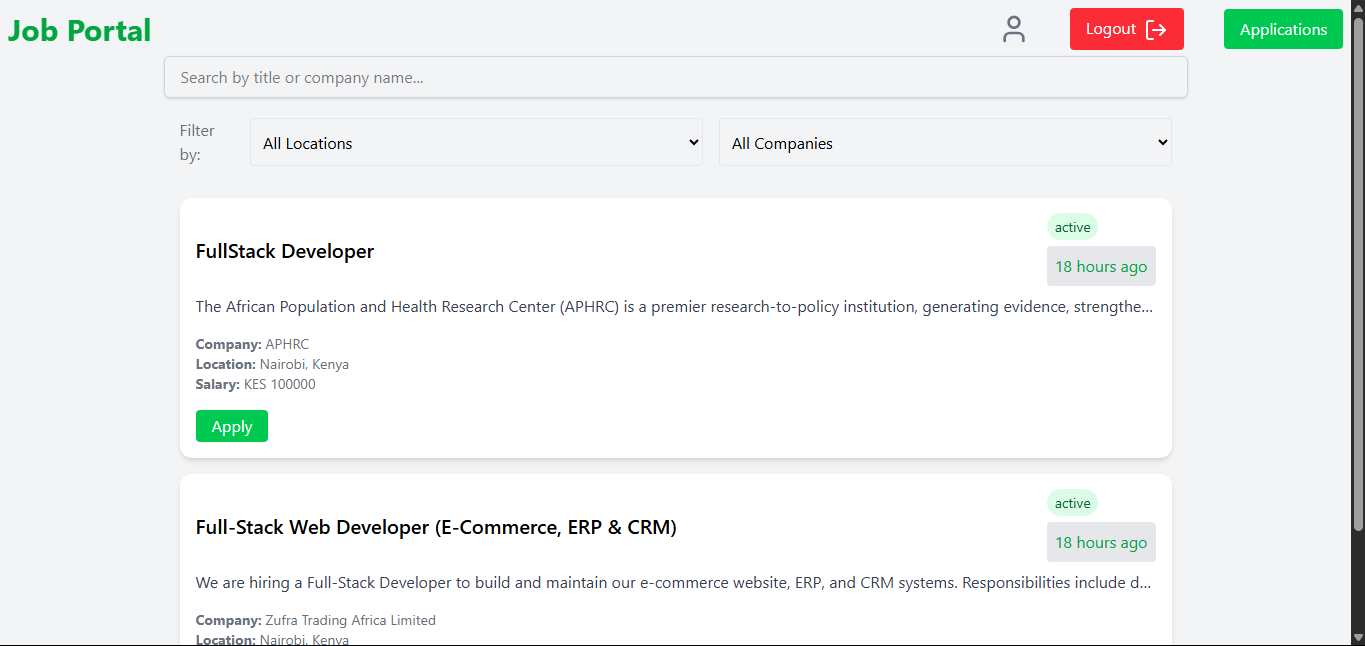 Job Portal
Logout
Applications
Search by title or company name...
Filter by:
All Locations
All Companies
FullStack Developer
active
18 hours ago
The African Population and Health Research Center (APHRC) is a premier research-to-policy institution, generating evidence, strengthe...
Company: APHRC
Location: Nairobi, Kenya
Salary: KES 100000
Apply
Full-Stack Web Developer (E-Commerce, ERP & CRM)
active
18 hours ago
We are hiring a Full-Stack Developer to build and maintain our e-commerce website, ERP, and CRM systems. Responsibilities include d...
Company: Zufra Trading Africa Limited
Location: Nairobi, Kenya